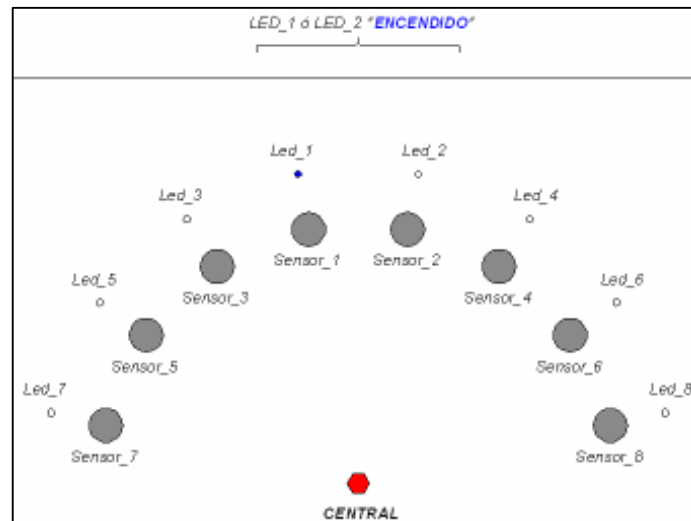 LED_1 ó LED_2 "ENCENDIDO"
Led_1
Led_2
Led_3
Led_4
Sensor_1
Sensor_2
Sensor_3
Sensor_4
Led_5
Led_6
Sensor_5
Sensor_6
Led_7
Led_8
Sensor_7
Sensor_8
CENTRAL